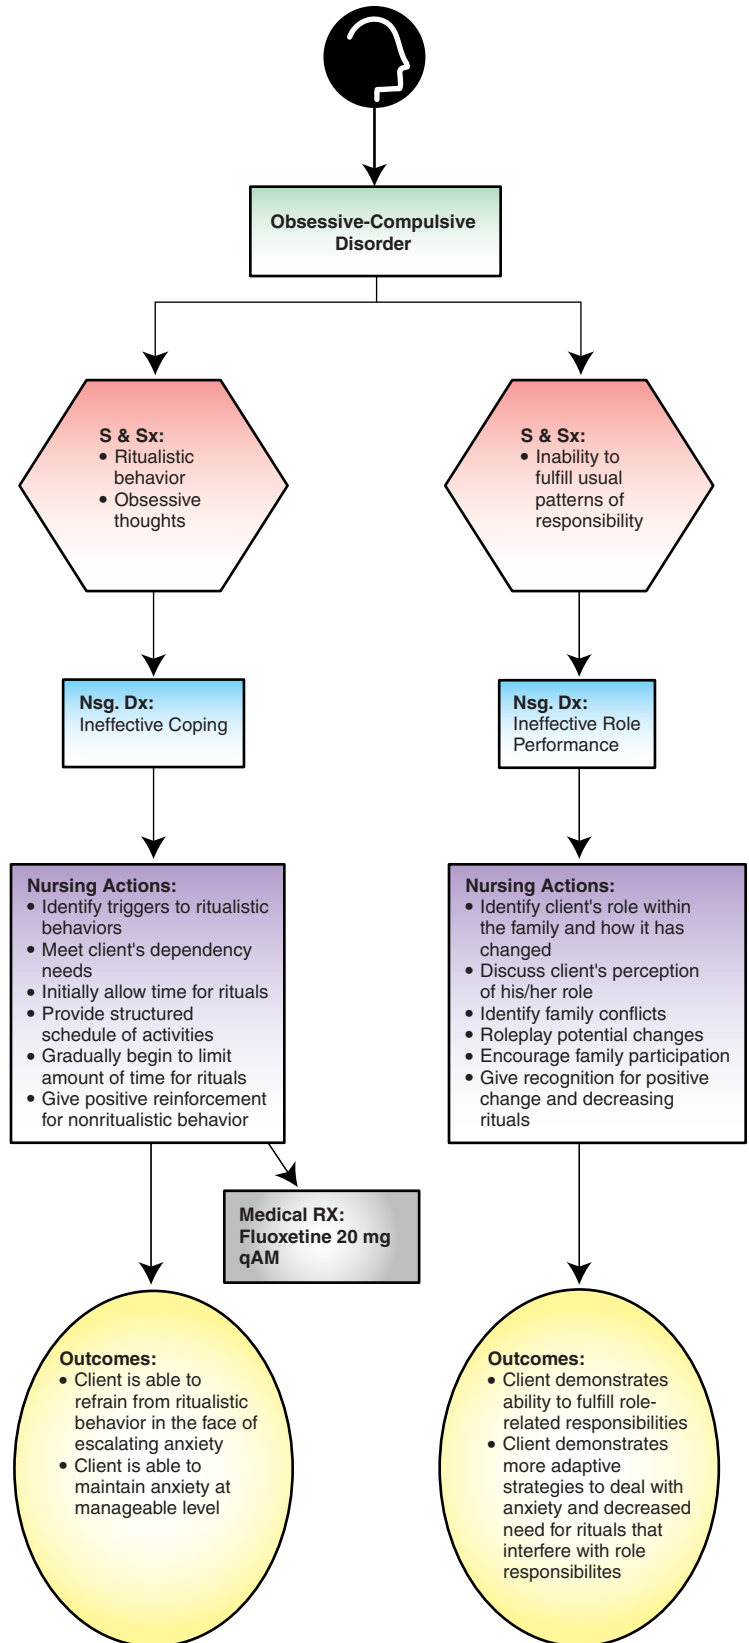 Obsessive-Compulsive
Disorder
S & Sx:
• Ritualistic
behavior
• Obsessive
thoughts
Nsg. Dx:
Ineffective Coping
Nursing Actions:
• Identify triggers to ritualistic
behaviors
• Meet client's dependency
needs
• Initially allow time for rituals
• Provide structured
schedule of activities
• Gradually begin to limit
amount of time for rituals
• Give positive reinforcement
for nonritualistic behavior
Medical RX:
Fluoxetine 20 mg
qAM
Outcomes:
• Client is able to
refrain from ritualistic
behavior in the face of
escalating anxiety
• Client is able to
maintain anxiety at
manageable level
S & Sx:
• Inability to
fulfill usual
patterns of
responsibility
Nsg. Dx:
Ineffective Role
Performance
Nursing Actions:
• Identify client's role within
the family and how it has
changed
• Discuss client's perception
of his/her role
• Identify family conflicts
• Roleplay potential changes
• Encourage family participation
• Give recognition for positive
change and decreasing
rituals
Outcomes:
• Client demonstrates
ability to fulfill role-
related responsibilities
• Client demonstrates
more adaptive
strategies to deal with
anxiety and decreased
need for rituals that
interfere with role
responsibilites